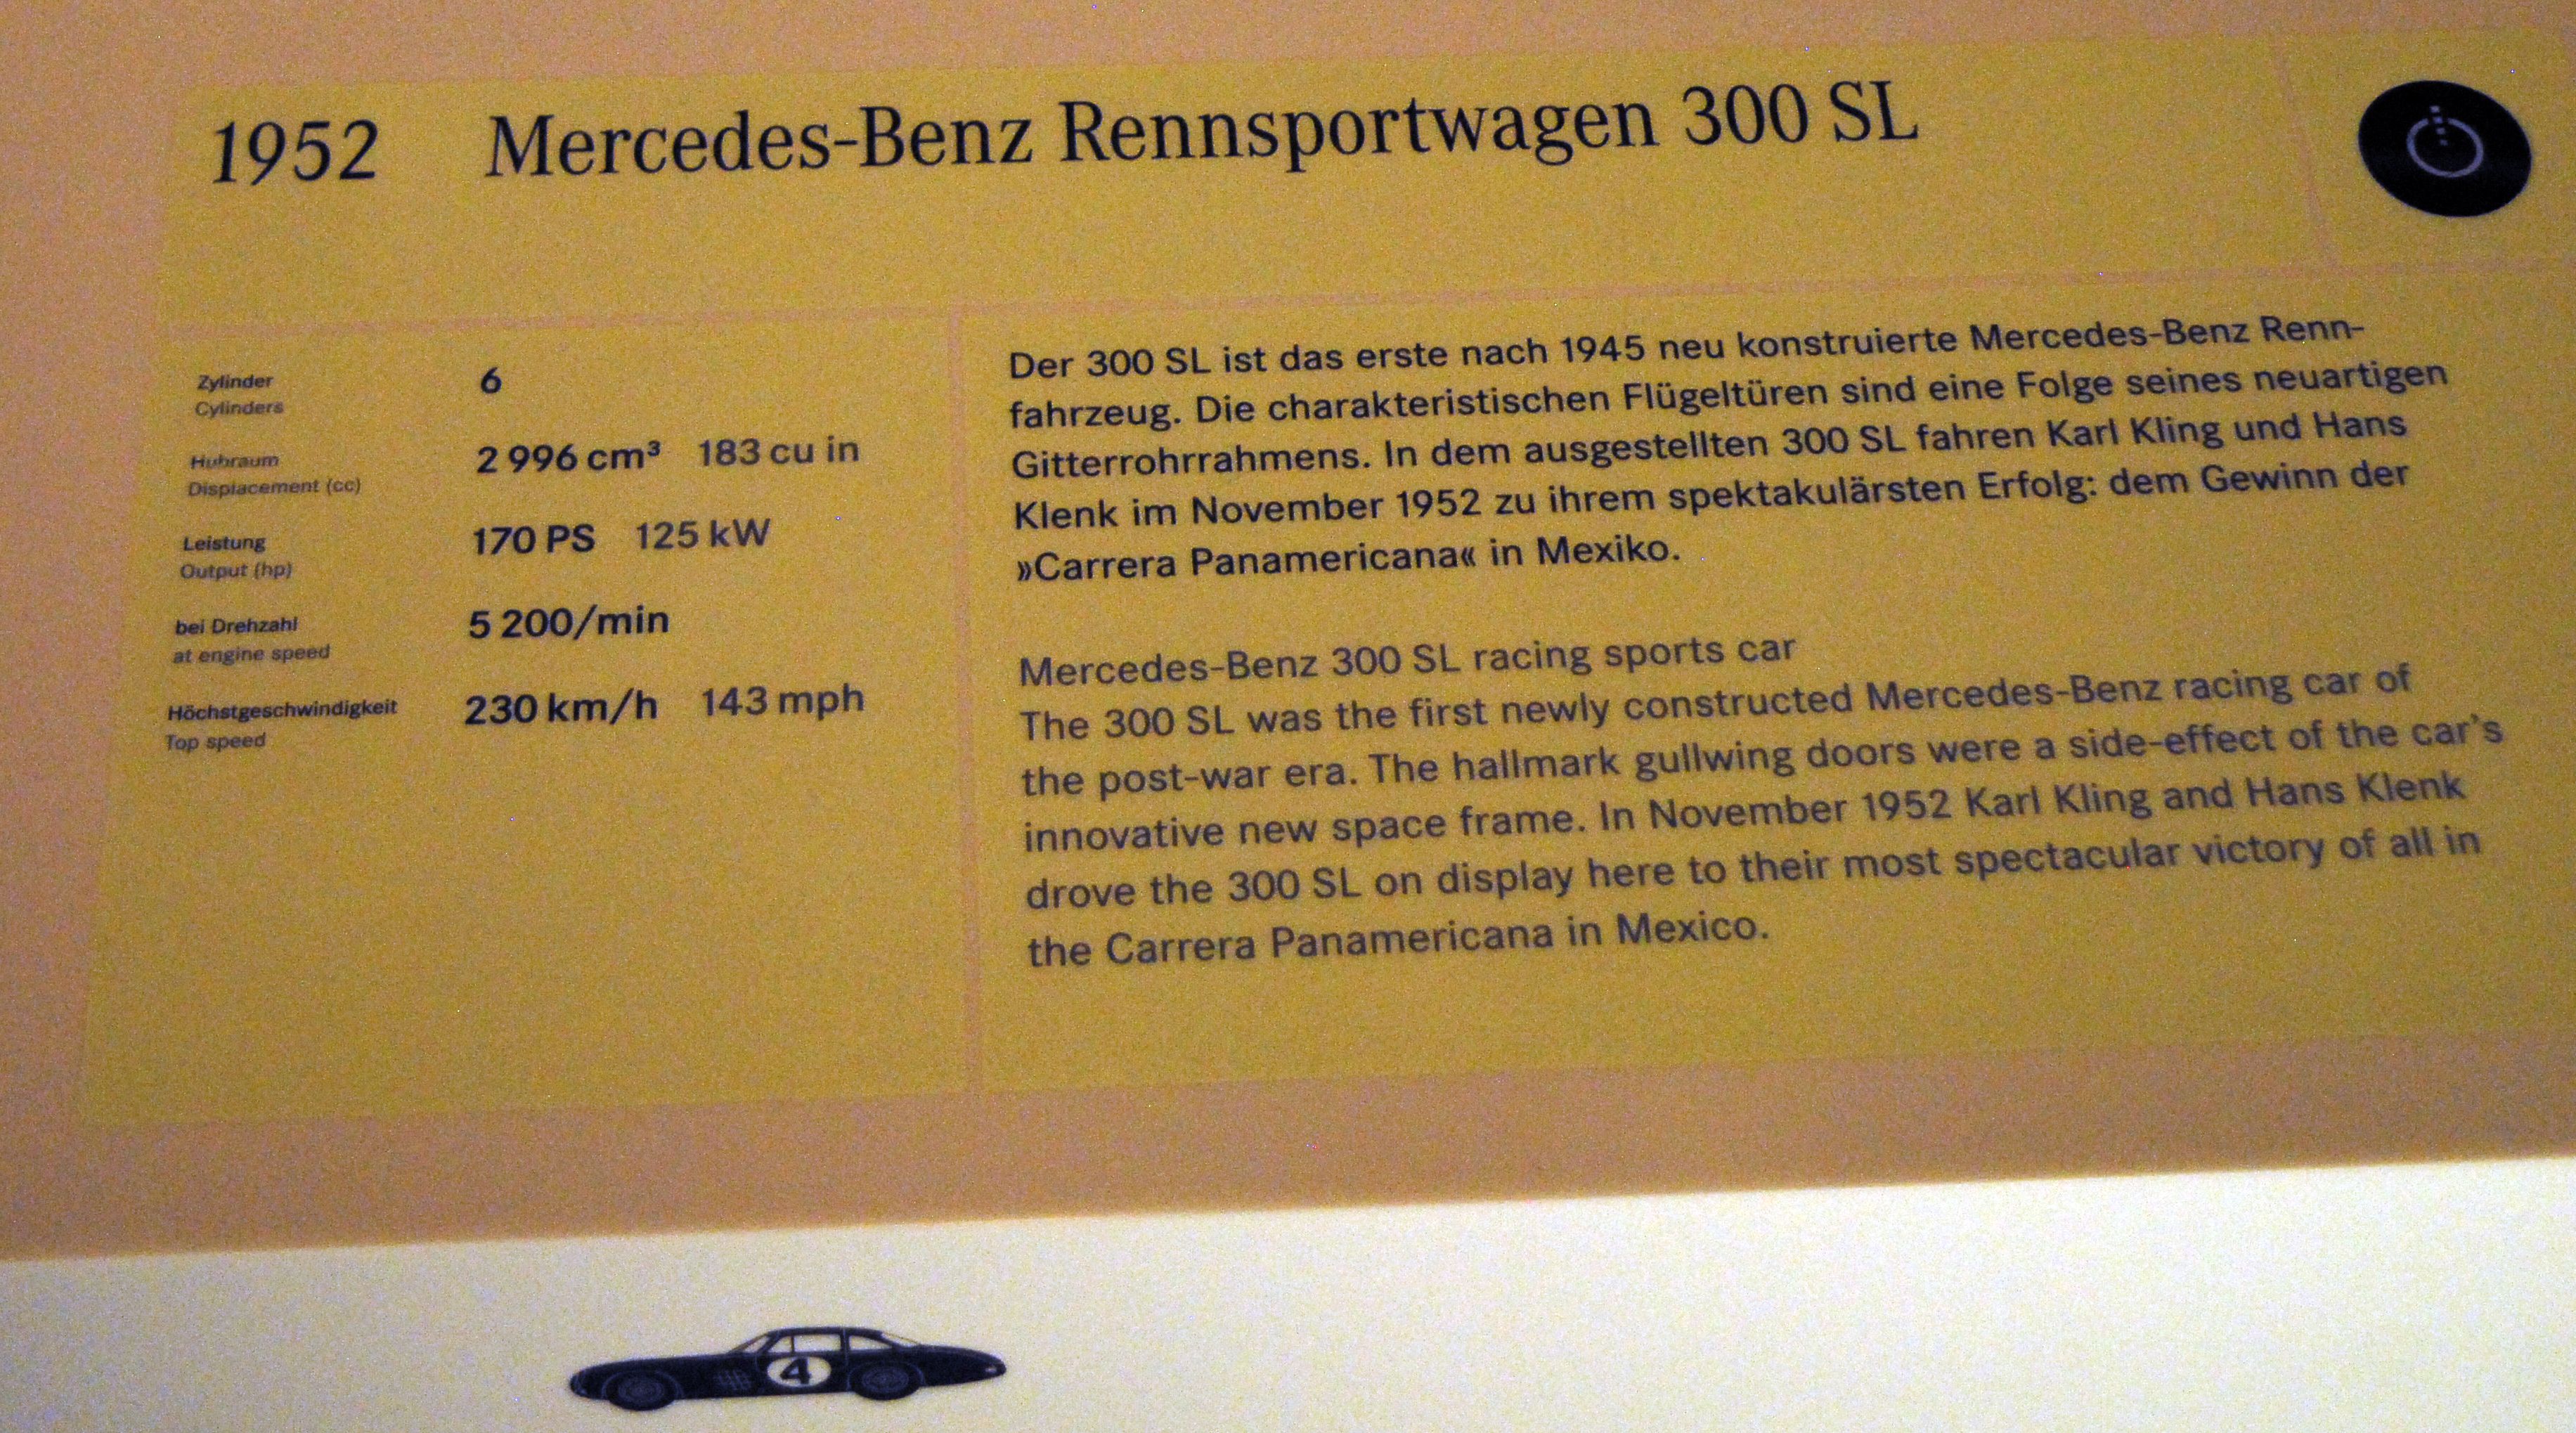 1952 Mercedes-Benz Rennsportwagen 300 SL
Zylinder
Cylinders
6
Hubraum
Displacement (cc)
2 996 cm³ 183 cu in
Leistung
Output (hp)
170 PS 125 kW
bei Drehzahl
at engine speed
5 200/min
Höchstgeschwindigkeit
Top speed
230 km/h 143 mph
Der 300 SL ist das erste nach 1945 neu konstruierte Mercedes-Benz Renn-
fahrzeug. Die charakteristischen Flügeltüren sind eine Folge seines neuartigen
Gitterrohrrahmens. In dem ausgestellten 300 SL fahren Karl Kling und Hans
Klenk im November 1952 zu ihrem spektakulärsten Erfolg: dem Gewinn der
»Carrera Panamericana« in Mexiko.
Mercedes-Benz 300 SL racing sports car
The 300 SL was the first newly constructed Mercedes-Benz racing car of
the post-war era. The hallmark gullwing doors were a side-effect of the car's
innovative new space frame. In November 1952 Karl Kling and Hans Klenk
drove the 300 SL on display here to their most spectacular victory of all in
the Carrera Panamericana in Mexico.
4